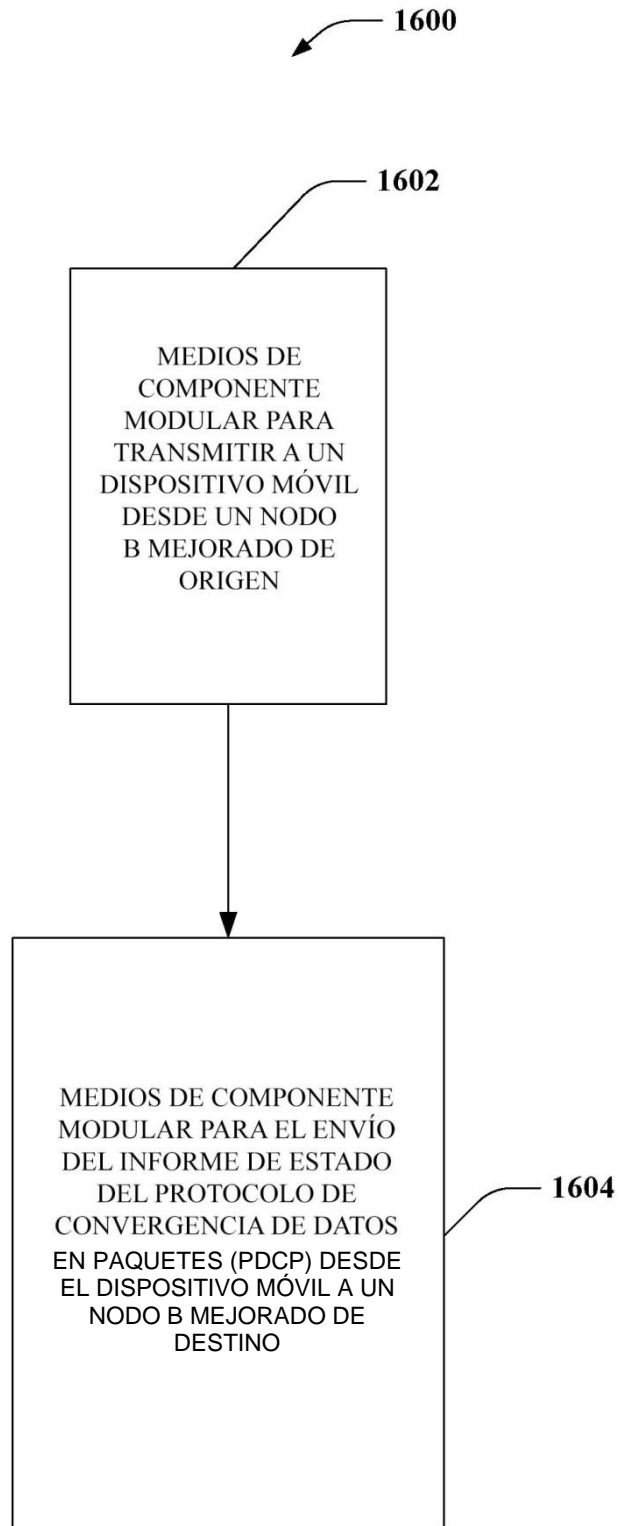 1600
1602
MEDIOS DE
COMPONENTE
MODULAR PARA
TRANSMITIR A UN
DISPOSITIVO MÓVIL
DESDE UN NODO
B MEJORADO DE
ORIGEN
MEDIOS DE COMPONENTE
MODULAR PARA EL ENVÍO
DEL INFORME DE ESTADO
DEL PROTOCOLO DE
CONVERGENCIA DE DATOS
EN PAQUETES (PDCP) DESDE
EL DISPOSITIVO MÓVIL A UN
NODO B MEJORADO DE
DESTINO
1604